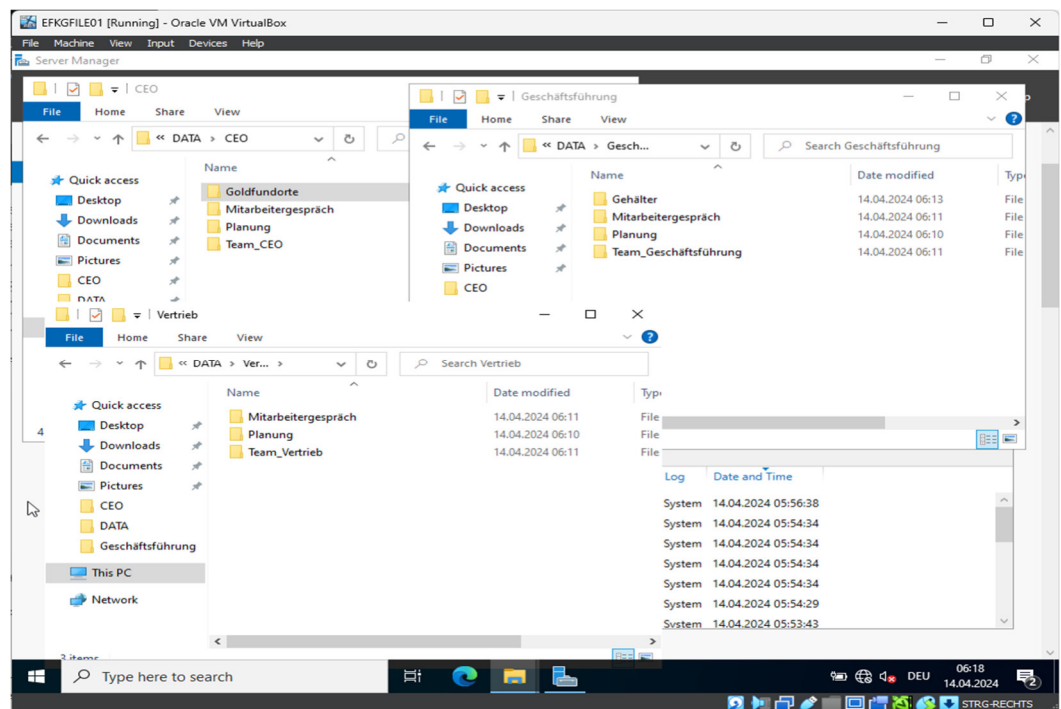 EFKGFILE01 [Running] - Oracle VM VirtualBox
File Machine View Input Devices Help
Server Manager
CEO
File Home Share View
« DATA > CEO
Name
Quick access
Desktop
Downloads
Documents
Pictures
CEO
DATA
Goldfundorte
Mitarbeitergespräch
Planung
Team_CEO
4
Geschäftsführung
File Home Share View
« DATA > Gesch...
Search Geschäftsführung
Name Date modified Type
Quick access
Desktop
Downloads
Documents
Pictures
CEO
Gehälter 14.04.2024 06:13 File
Mitarbeitergespräch 14.04.2024 06:11 File
Planung 14.04.2024 06:10 File
Team_Geschäftsführung 14.04.2024 06:11 File
Vertrieb
File Home Share View
« DATA > Ver... >
Search Vertrieb
Name Date modified Type
Quick access
Desktop
Downloads
Documents
Pictures
CEO
DATA
Geschäftsführung
This PC
Network
Mitarbeitergespräch 14.04.2024 06:11 File
Planung 14.04.2024 06:10 File
Team_Vertrieb 14.04.2024 06:11 File
3 items
Log Date and Time
System 14.04.2024 05:56:38
System 14.04.2024 05:54:34
System 14.04.2024 05:54:34
System 14.04.2024 05:54:34
System 14.04.2024 05:54:34
System 14.04.2024 05:54:29
System 14.04.2024 05:53:43
Type here to search
DEU
06:18
14.04.2024
2
STRG-RECHTS